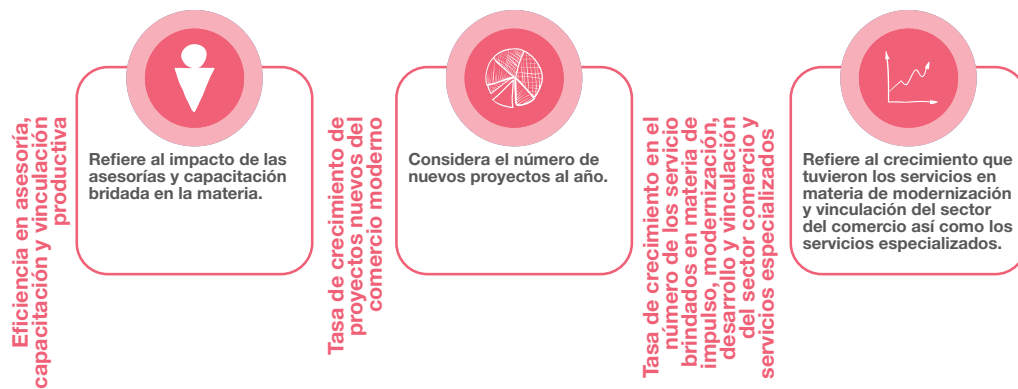 Eficiencia en asesoría,
capacitación y vinculación
productiva
Refiere al impacto de las
asesorías y capacitación
bridada en la materia.
Tasa de crecimiento de
proyectos nuevos del
comercio moderno
Considera el número de
nuevos proyectos al año.
Tasa de crecimiento en el
número de los servicio
brindados en materia de
impulso, modernización,
desarrollo y vinculación
del sector comercio y
servicios especializados
Refiere al crecimiento que
tuvieron los servicios en
materia de modernización
y vinculación del sector
del comercio así como los
servicios especializados.